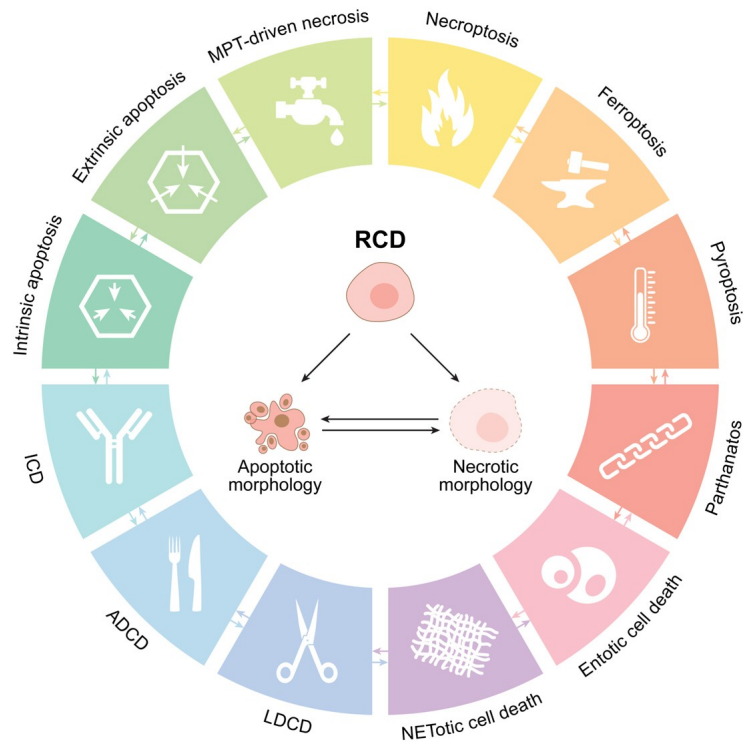 MPT-driven necrosis
Necroptosis
Ferroptosis
Pyroptosis
Parthanatos
Entotic cell death
NETotic cell death
LDCD
ADCD
ICD
Intrinsic apoptosis
Extrinsic apoptosis
RCD
Apoptotic
morphology
Necrotic
morphology